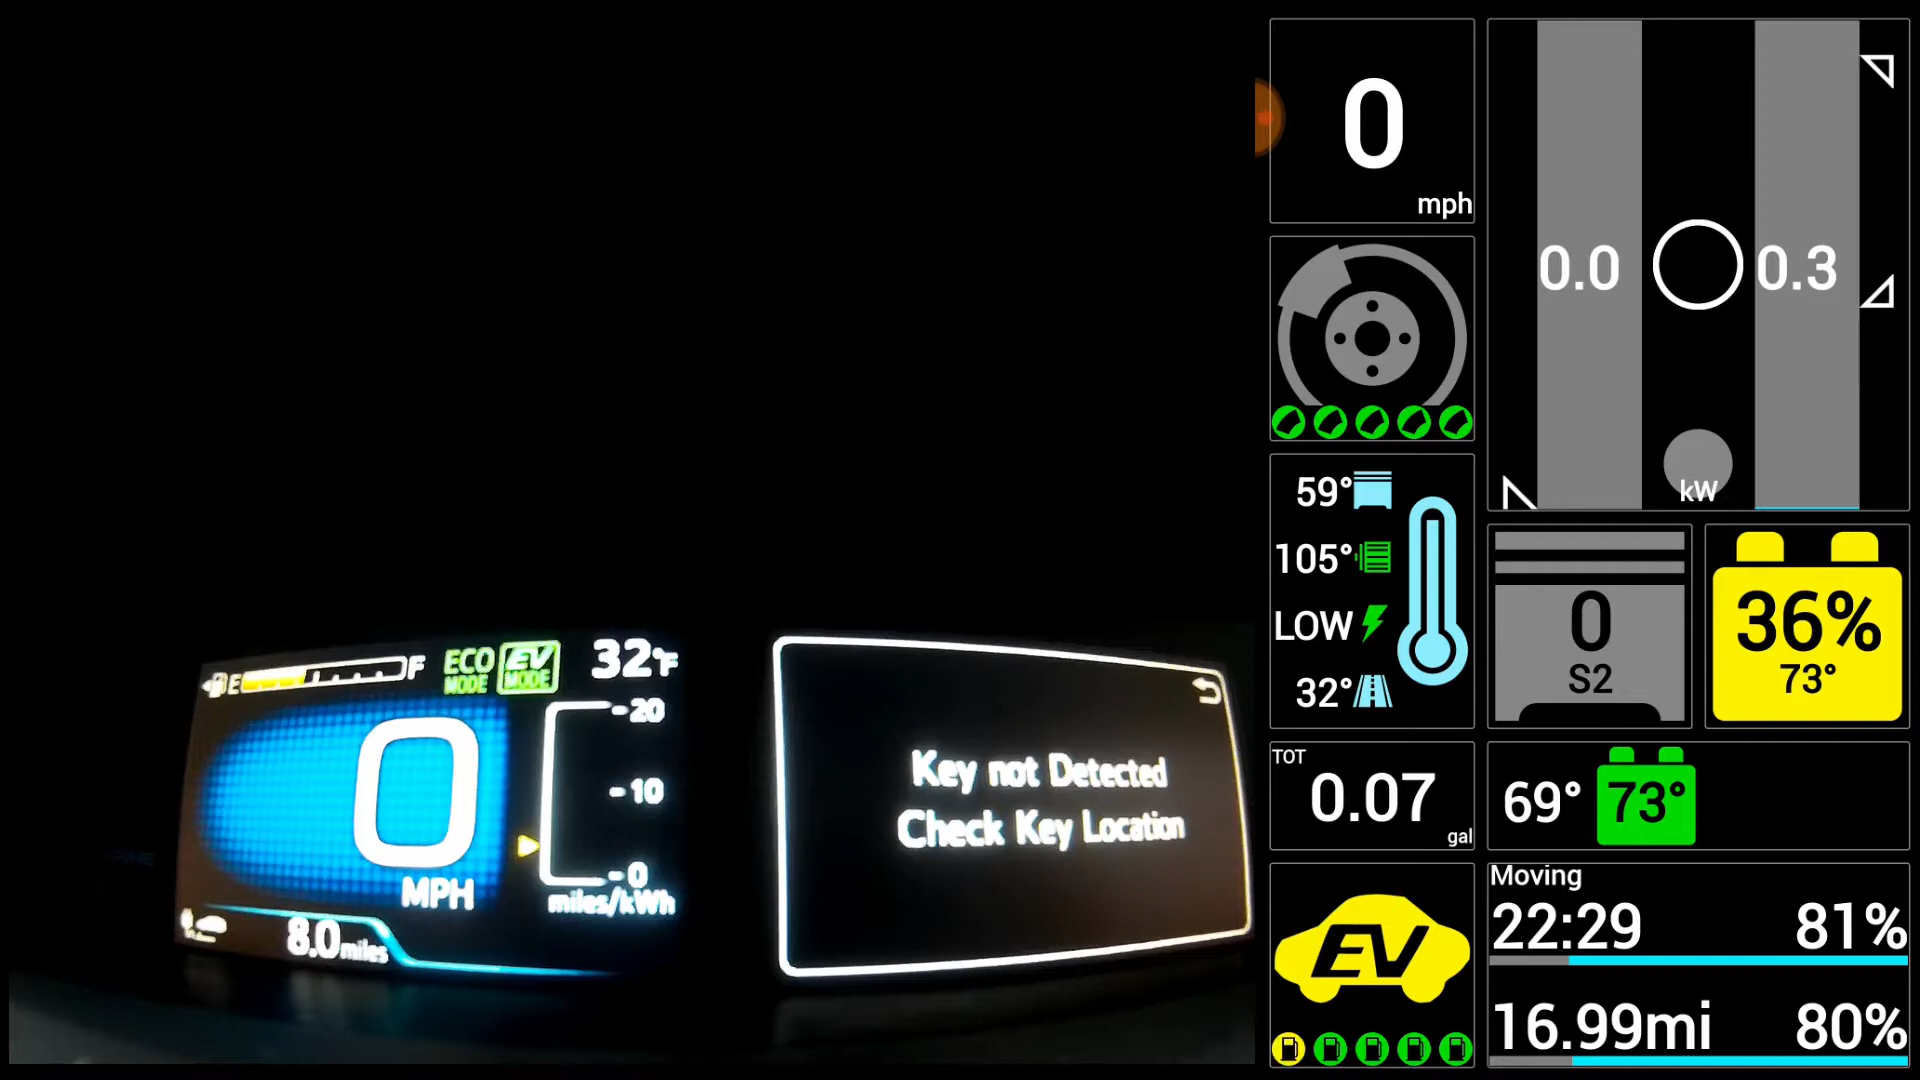 E F
ECO
MODE
EV
MODE
32°F
0
MPH
-20
-10
-0
miles/kWh
8.0 miles
Key not Detected
Check Key Location
0
mph
0.0
0.3
kW
59°
105°
LOW
32°
0
S2
36%
73°
TOT
0.07
gal
69°
73°
EV
Moving
22:29 81%
16.99mi 80%